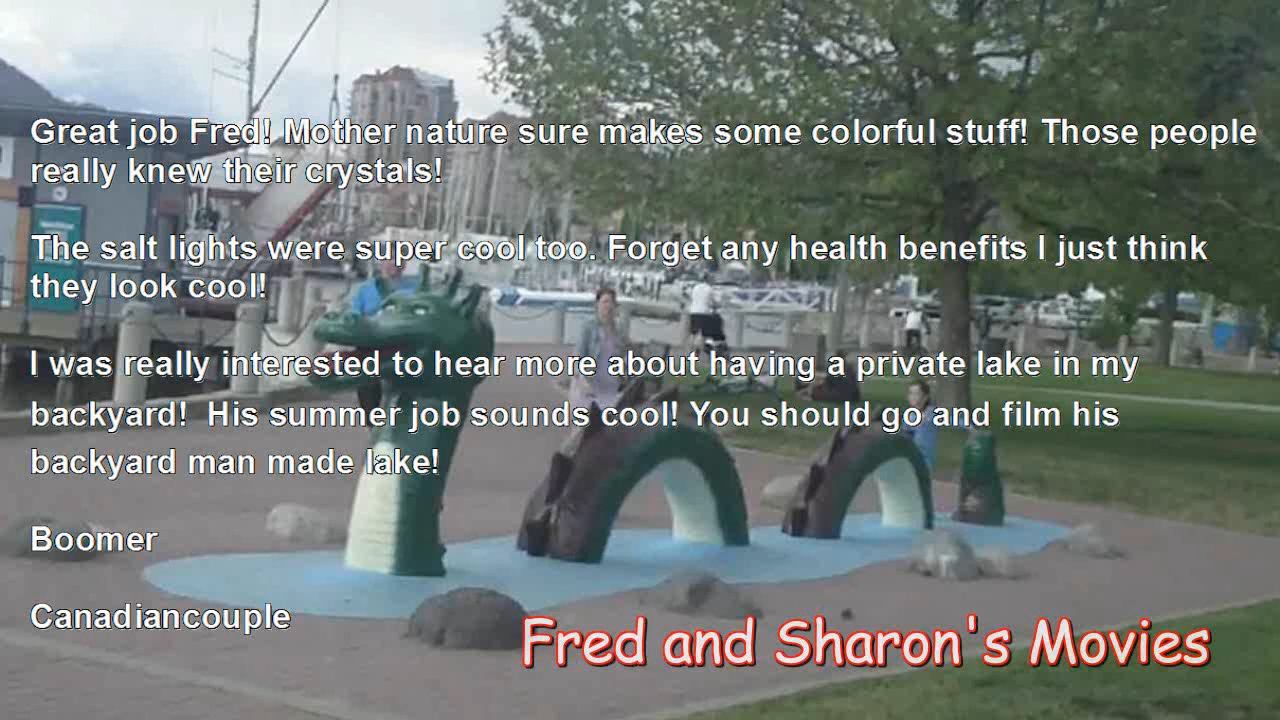 Great job Fred! Mother nature sure makes some colorful stuff! Those people
really knew their crystals!
The salt lights were super cool too. Forget any health benefits I just think
they look cool!
I was really interested to hear more about having a private lake in my
backyard!  His summer job sounds cool! You should go and film his
backyard man made lake!
Boomer
Canadiancouple
Fred and Sharon's Movies